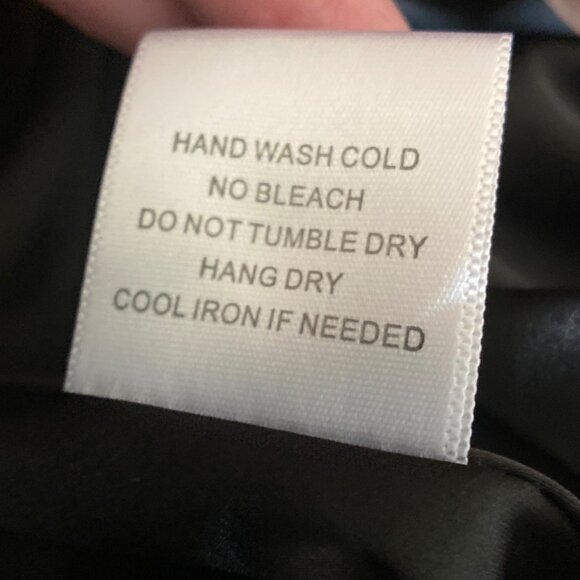 HAND WASH COLD
NO BLEACH
DO NOT TUMBLE DRY
HANG DRY
COOL IRON IF NEEDED